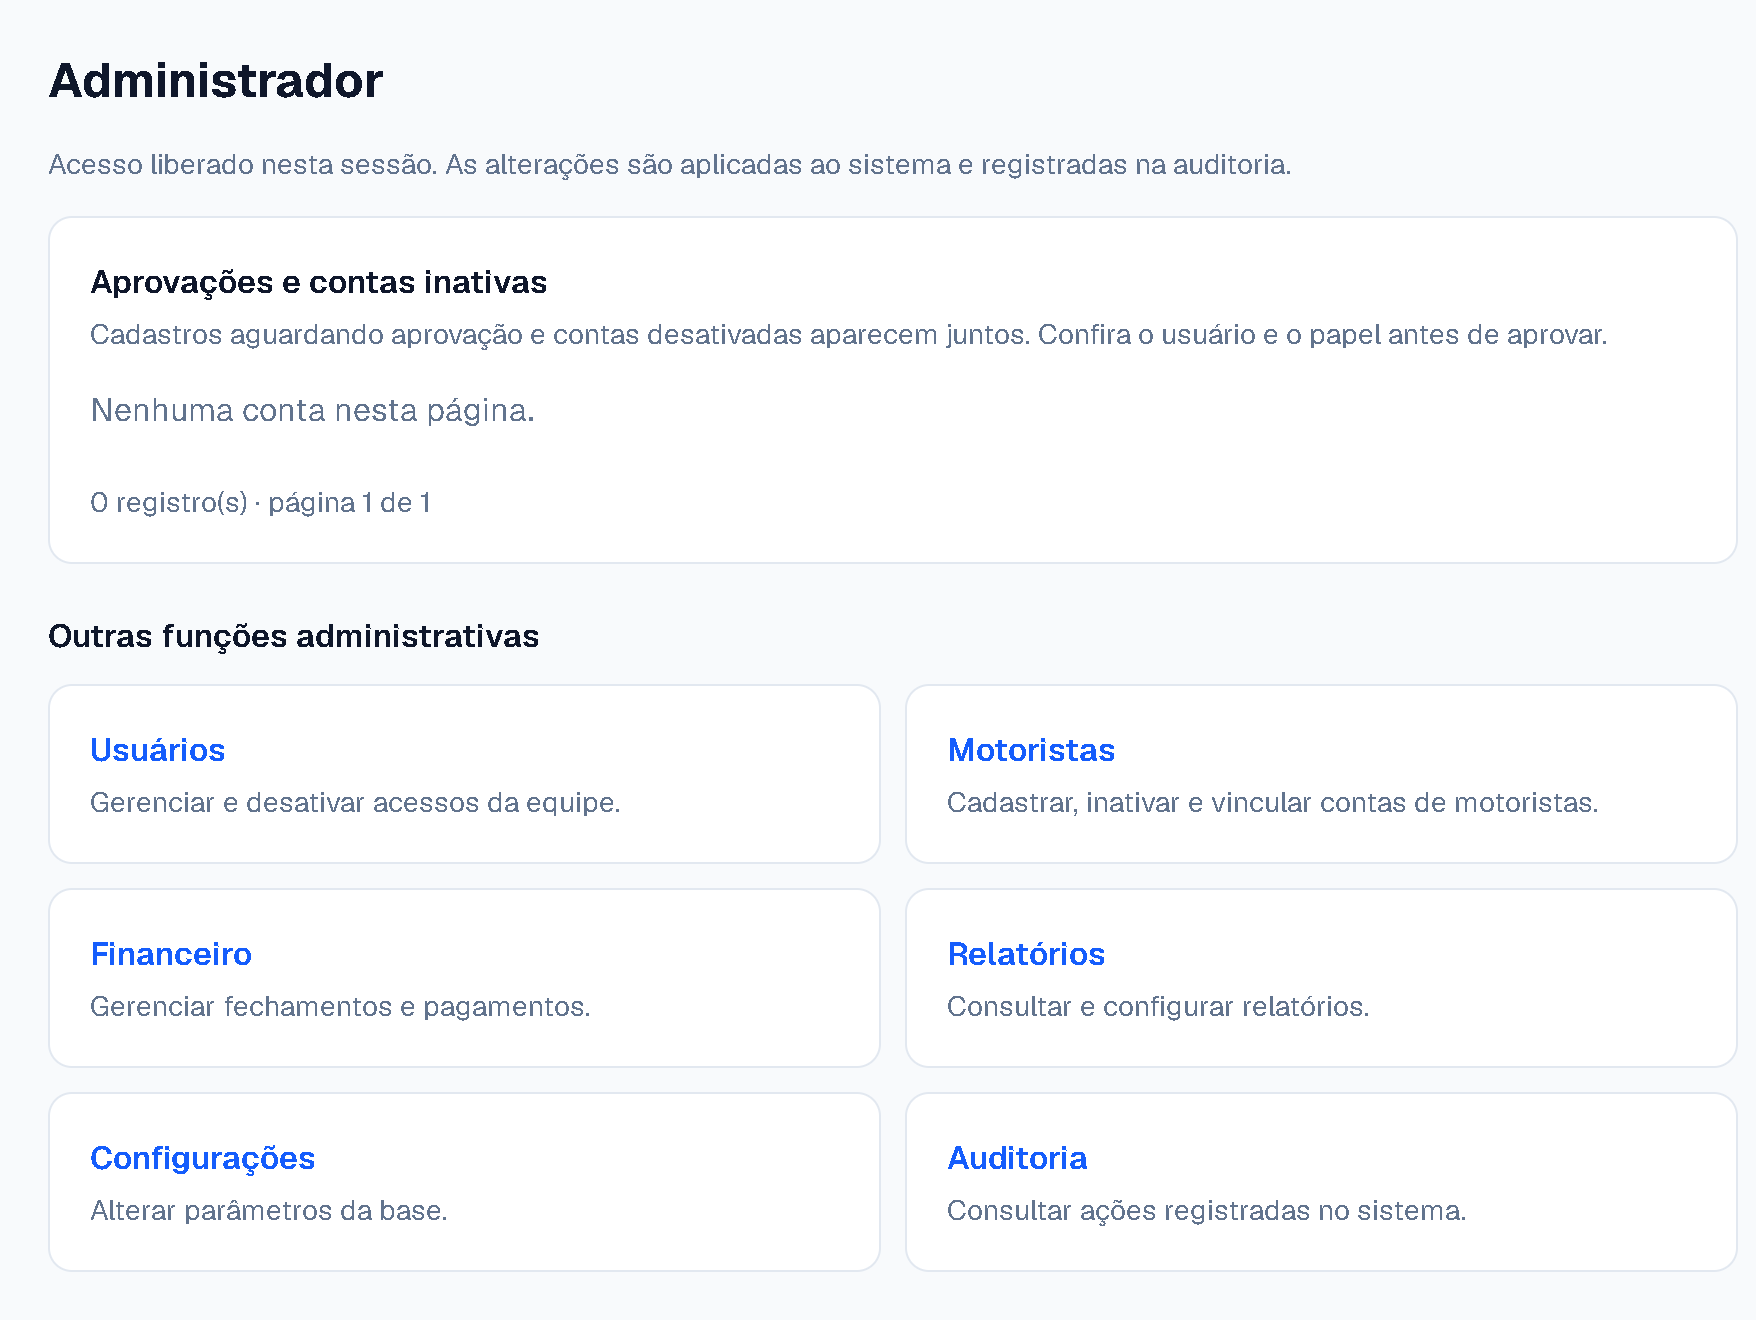 Administrador
Acesso liberado nesta sessão. As alterações são aplicadas ao sistema e registradas na auditoria.
Aprovações e contas inativas
Cadastros aguardando aprovação e contas desativadas aparecem juntos. Confira o usuário e o papel antes de aprovar.
Nenhuma conta nesta página.
0 registro(s) · página 1 de 1
Outras funções administrativas
Usuários
Gerenciar e desativar acessos da equipe.
Motoristas
Cadastrar, inativar e vincular contas de motoristas.
Financeiro
Gerenciar fechamentos e pagamentos.
Relatórios
Consultar e configurar relatórios.
Configurações
Alterar parâmetros da base.
Auditoria
Consultar ações registradas no sistema.